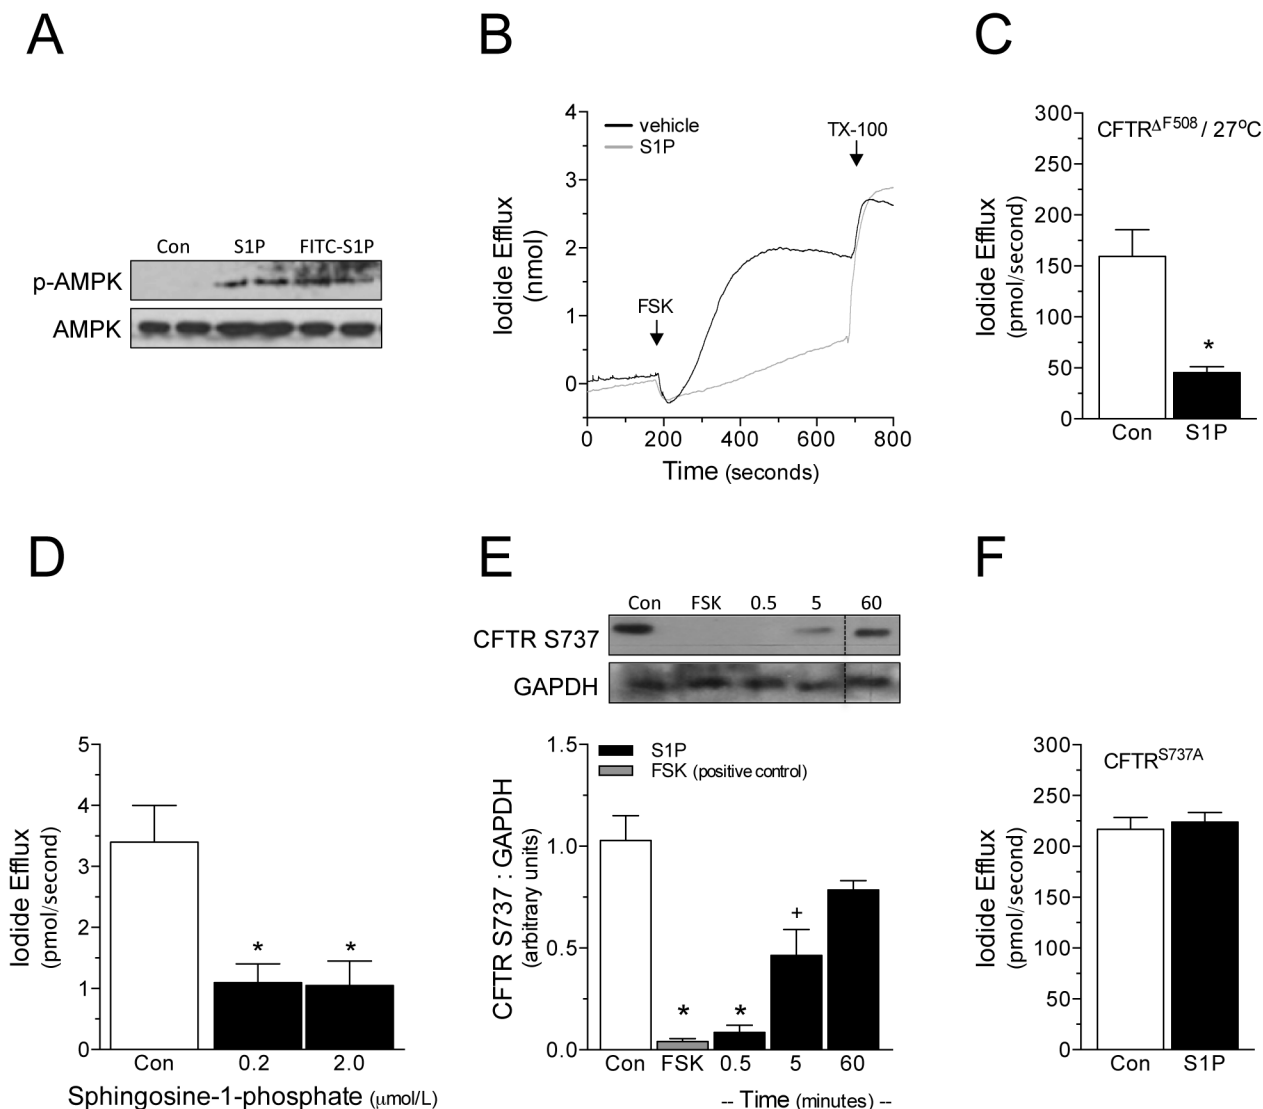 A
Con S1P FITC-S1P
p-AMPK
AMPK
B
Iodide Efflux
(nmol)
4
3
2
1
0
vehicle
S1P
FSK
TX-100
0 200 400 600 800
Time (seconds)
C
Iodide Efflux
(pmol/second)
300
250
200
150
100
50
0
CFTRΔF508 / 27oC
*
Con S1P
D
Iodide Efflux
(pmol/second)
5
4
3
2
1
0
* *
Con 0.2 2.0
Sphingosine-1-phosphate (μmol/L)
E
Con FSK 0.5 5 60
CFTR S737
GAPDH
CFTR S737 : GAPDH
(arbitrary units)
1.5
1.0
0.5
0.0
S1P
FSK (positive control)
* * +
Con FSK 0.5 5 60
-- Time (minutes) --
F
Iodide Efflux
(pmol/second)
300
250
200
150
100
50
0
CFTRS737A
Con S1P